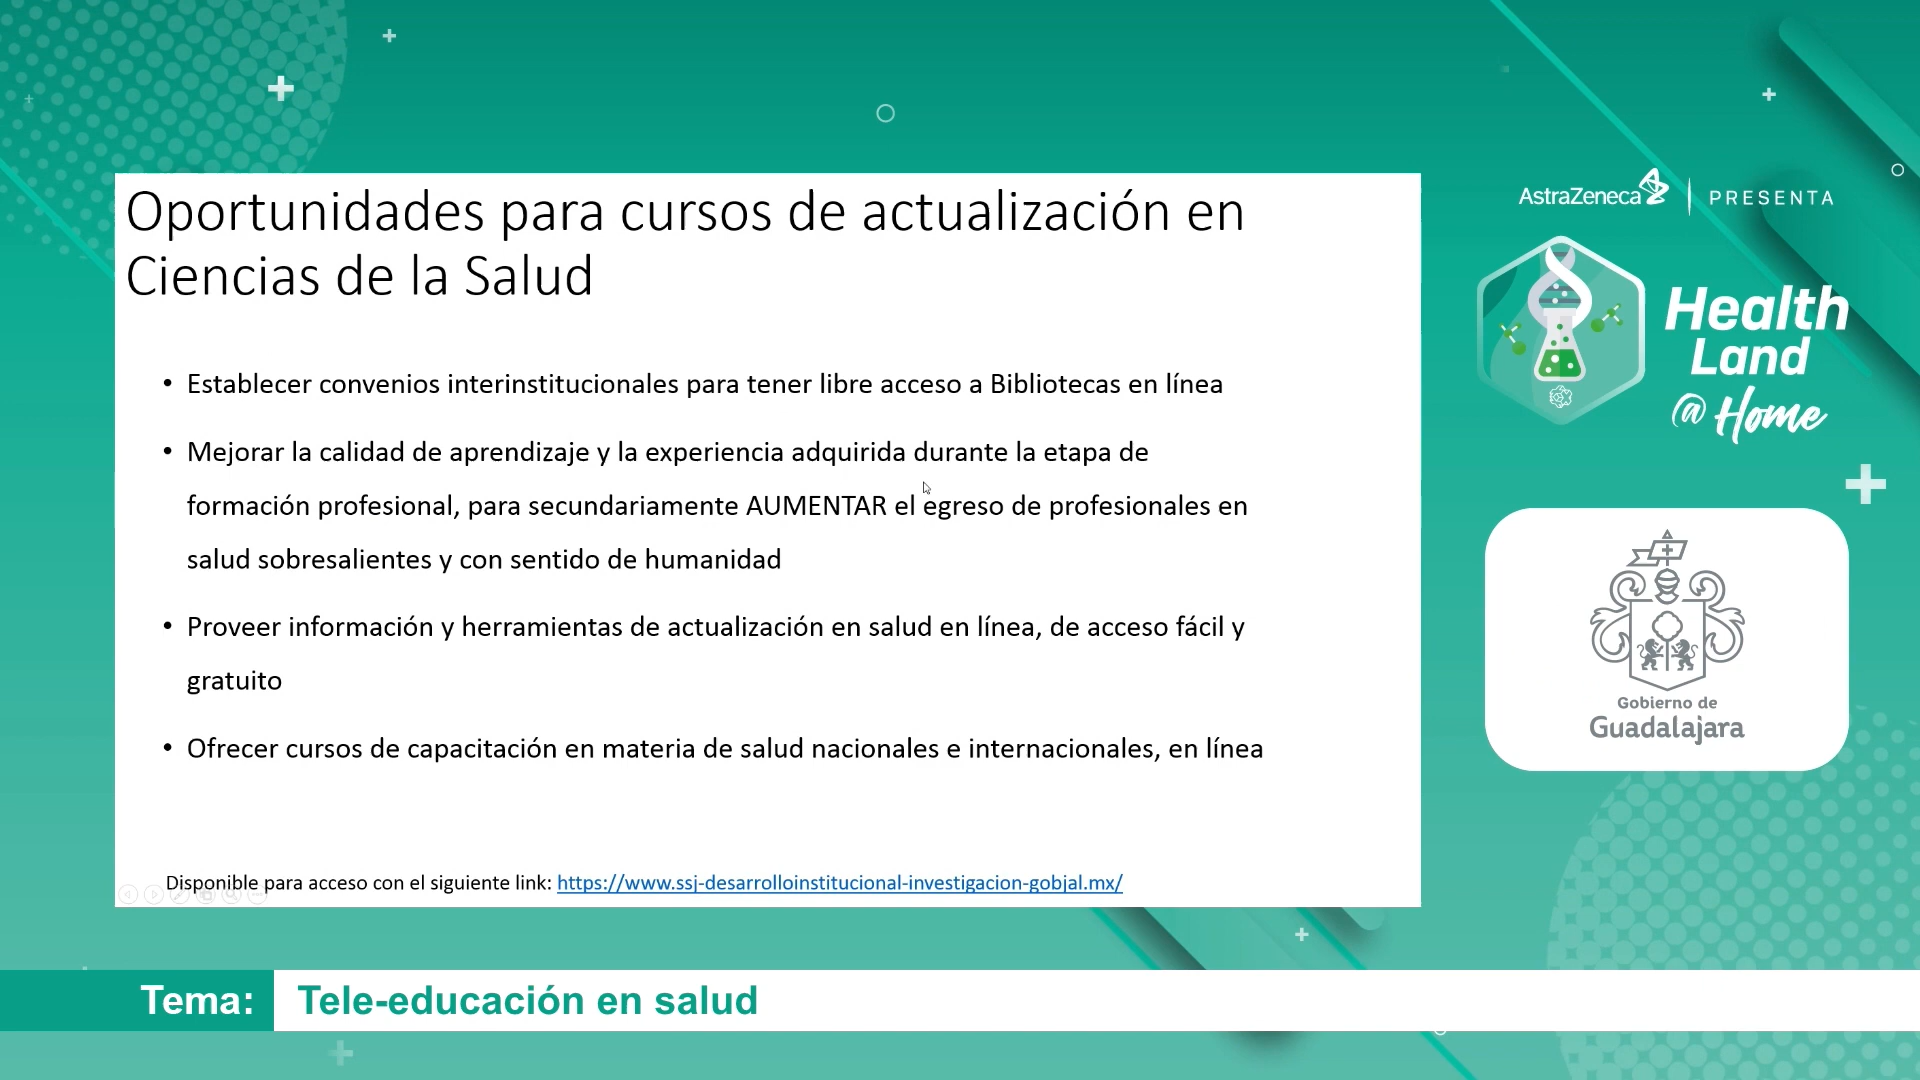 Oportunidades para cursos de actualización en
Ciencias de la Salud
• Establecer convenios interinstitucionales para tener libre acceso a Bibliotecas en línea
• Mejorar la calidad de aprendizaje y la experiencia adquirida durante la etapa de
formación profesional, para secundariamente AUMENTAR el egreso de profesionales en
salud sobresalientes y con sentido de humanidad
• Proveer información y herramientas de actualización en salud en línea, de acceso fácil y
gratuito
• Ofrecer cursos de capacitación en materia de salud nacionales e internacionales, en línea
Disponible para acceso con el siguiente link: https://www.ssj-desarrolloinstitucional-investigacion-gobjal.mx/
AstraZeneca | PRESENTA
Health
Land
@ Home
Gobierno de
Guadalajara
Tema: Tele-educación en salud